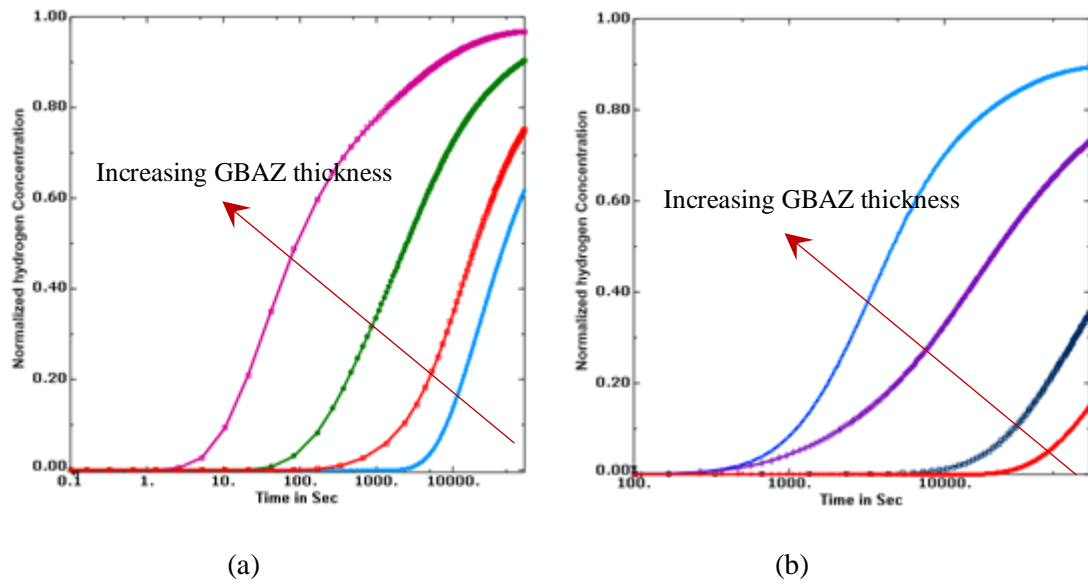 1.00
0.80
0.60
0.40
0.20
0.00
Normalized hydrogen Concentration
Increasing GBAZ thickness
0.1 1. 10. 100. 1000. 10000.
Time in Sec
(a)
1.00
0.80
0.60
0.40
0.20
0.00
Normalized hydrogen Concentration
Increasing GBAZ thickness
100. 1000. 10000.
Time in Sec
(b)